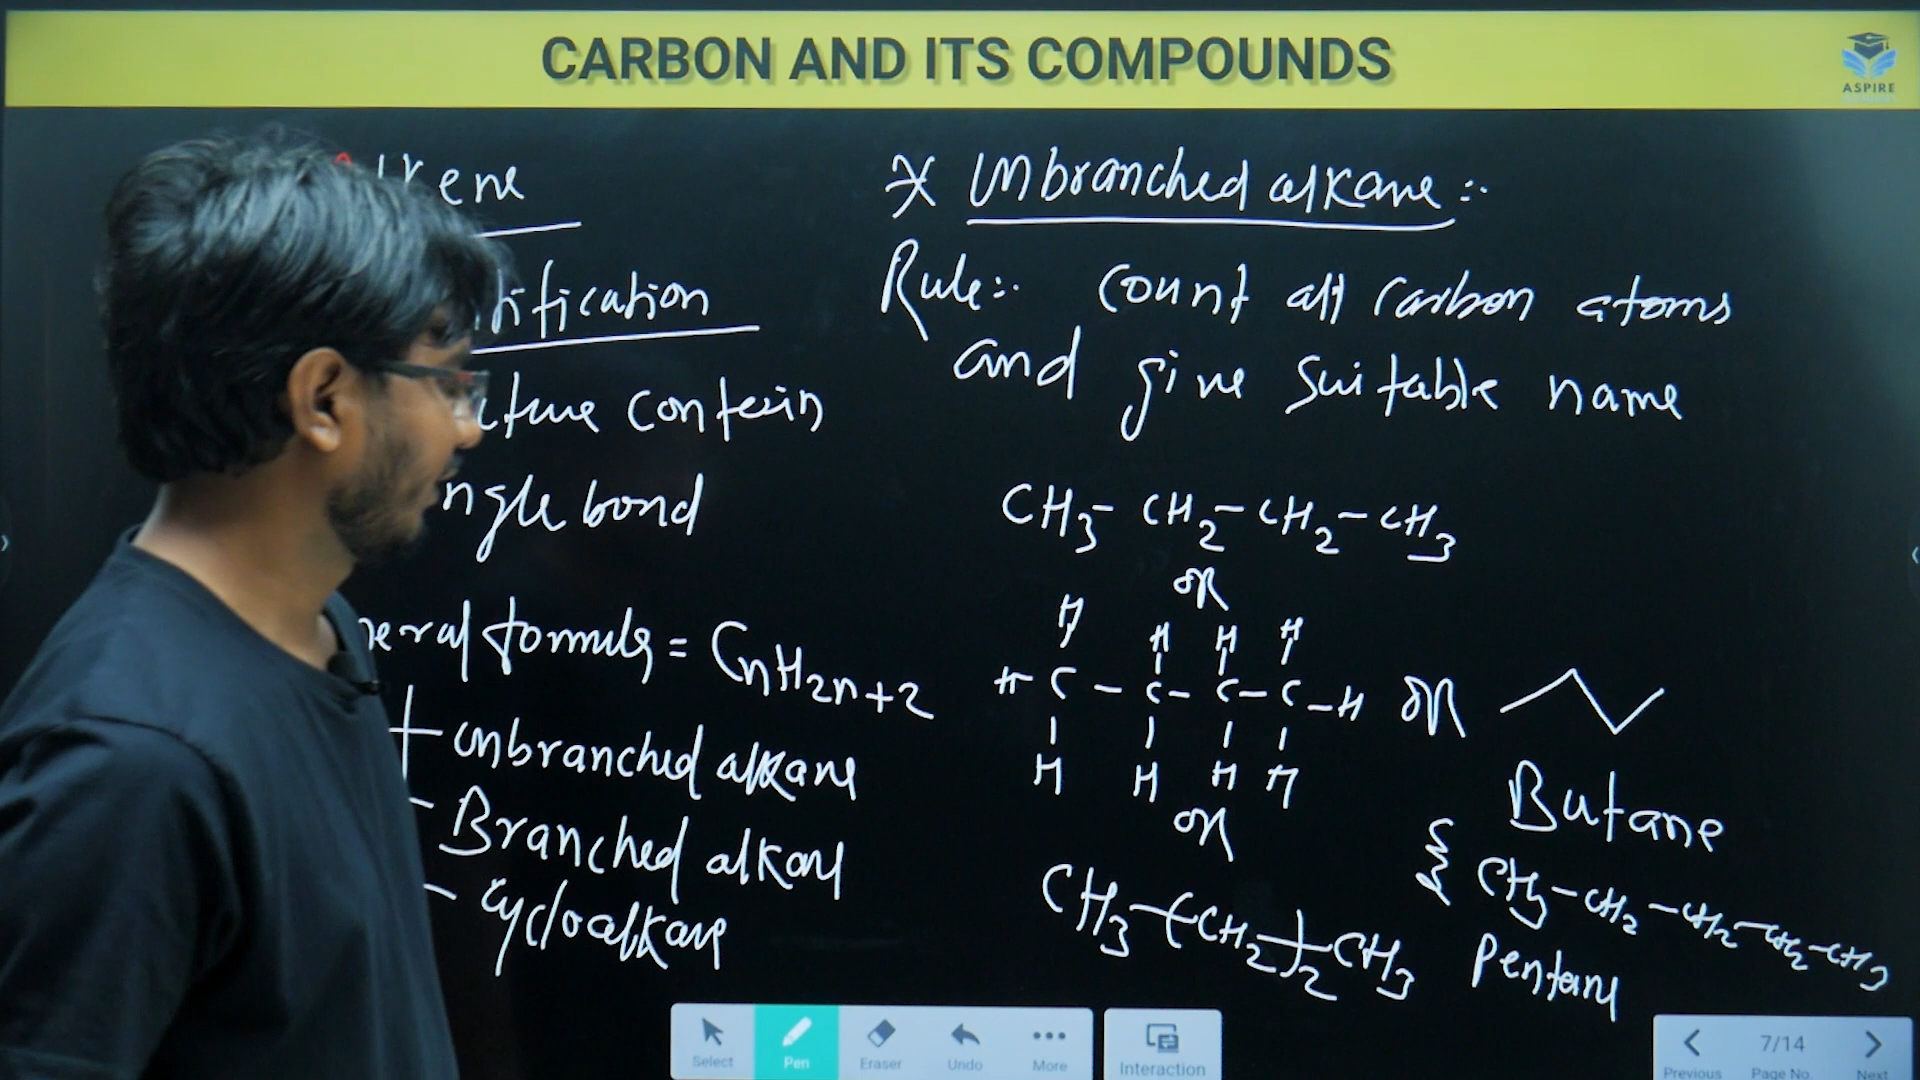 CARBON AND ITS COMPOUNDS
ASPIRE
ene
* Unbranched alkane :-
tification
Rule:- count all carbon atoms
and give suitable name
cture contain
ngle bond
CH3 - CH2 - CH2 - CH3
OR
H H H H
neral formula = CnH2n+2
H - C - C - C - C - H OR
H H H H
unbranched alkane
Butane
Branched alkane
OR
cycloalkane
CH3-(CH2)2-CH3
CH3-CH2-CH2-CH2-CH3
Pentane
Select Pen Eraser Undo More Interaction
7/14
Previous Page No. Next